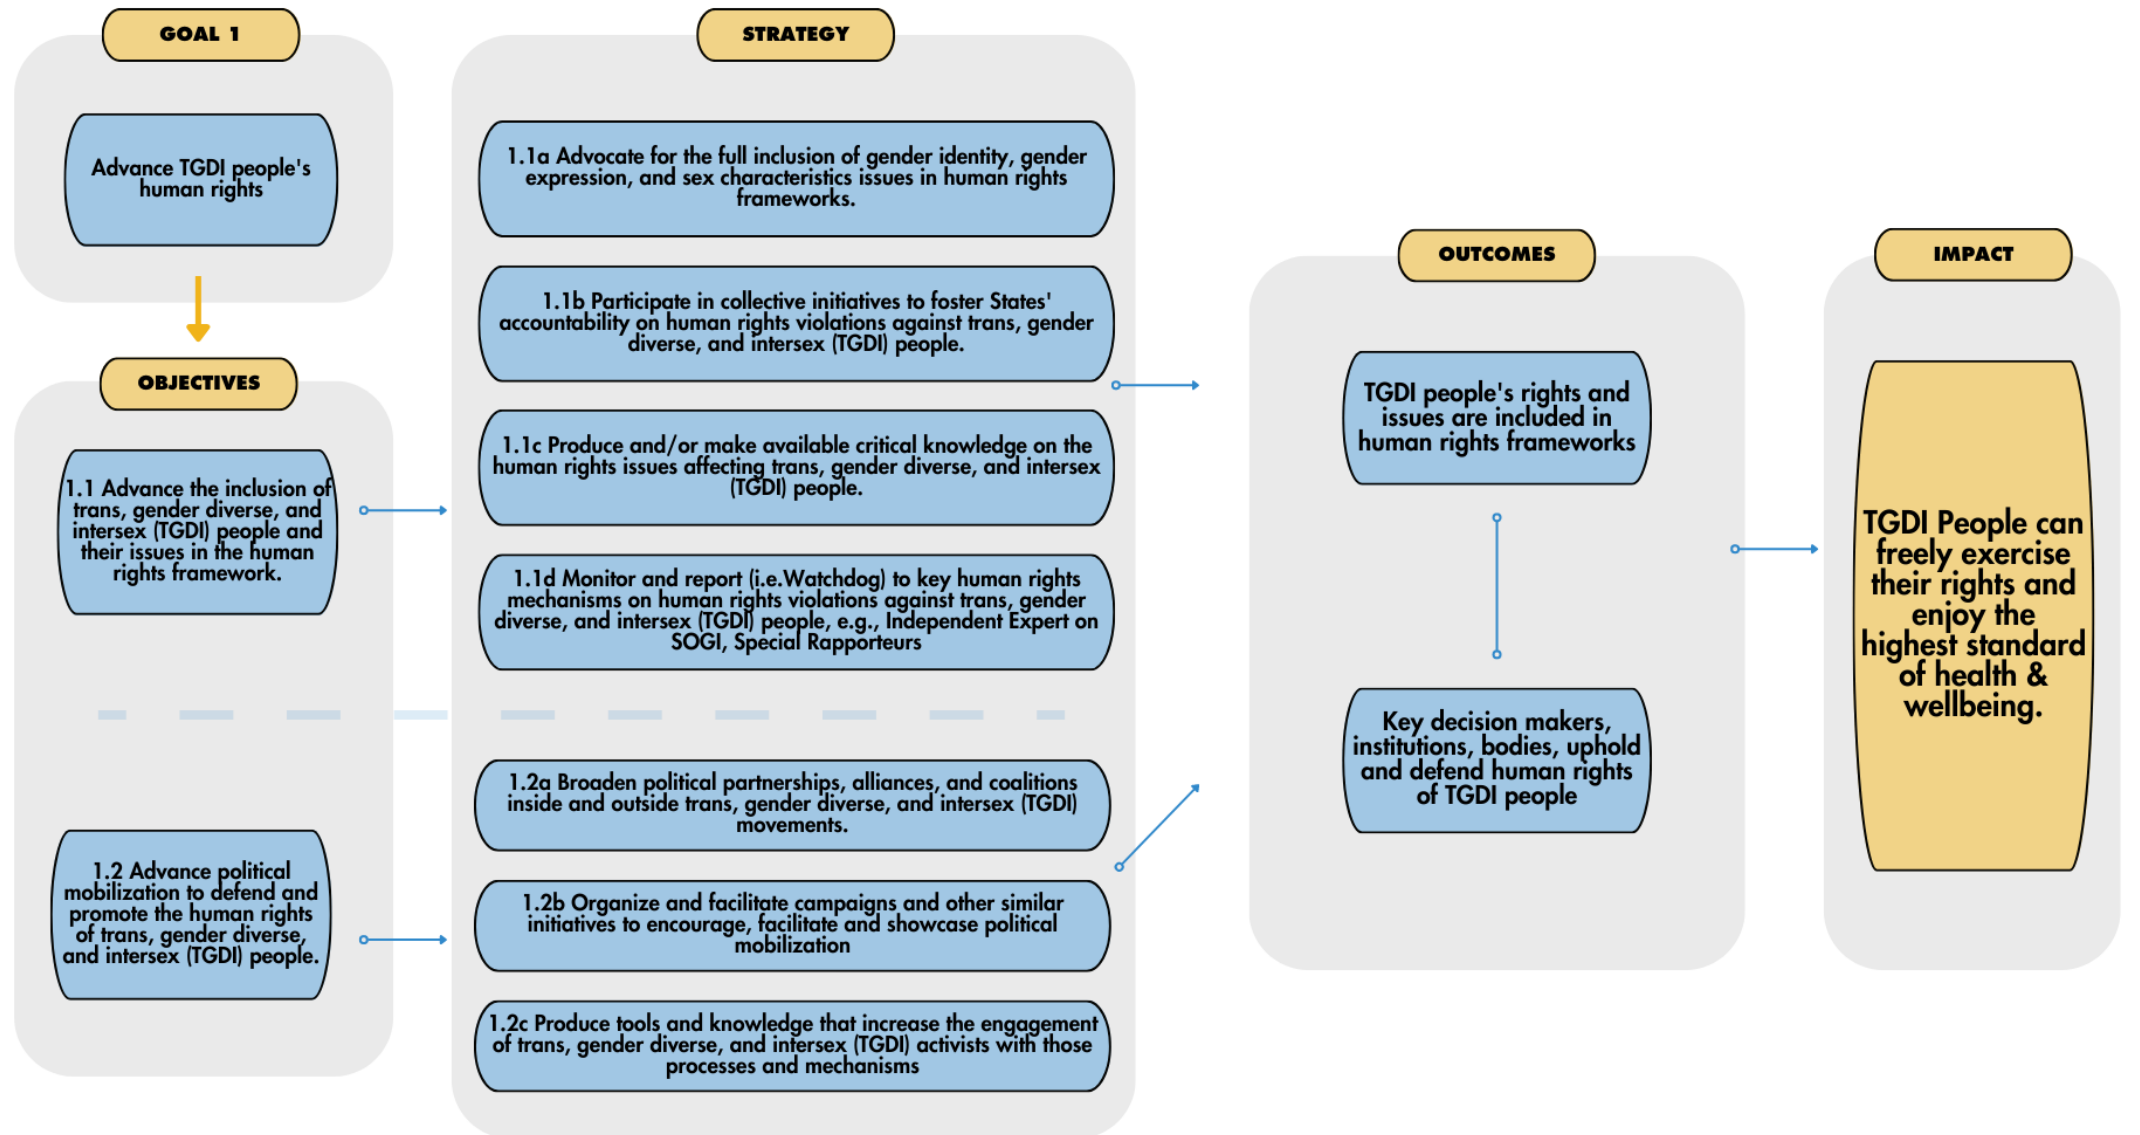 GOAL 1
Advance TGDI people's
human rights
OBJECTIVES
1.1 Advance the inclusion of
trans, gender diverse, and
intersex (TGDI) people and
their issues in the human
rights framework.
1.2 Advance political
mobilization to defend and
promote the human rights
of trans, gender diverse,
and intersex (TGDI) people.
STRATEGY
1.1a Advocate for the full inclusion of gender identity, gender
expression, and sex characteristics issues in human rights
frameworks.
1.1b Participate in collective initiatives to foster States'
accountability on human rights violations against trans, gender
diverse, and intersex (TGDI) people.
1.1c Produce and/or make available critical knowledge on the
human rights issues affecting trans, gender diverse, and intersex
(TGDI) people.
1.1d Monitor and report (i.e.Watchdog) to key human rights
mechanisms on human rights violations against trans, gender
diverse, and intersex (TGDI) people, e.g., Independent Expert on
SOGI, Special Rapporteurs
1.2a Broaden political partnerships, alliances, and coalitions
inside and outside trans, gender diverse, and intersex (TGDI)
movements.
1.2b Organize and facilitate campaigns and other similar
initiatives to encourage, facilitate and showcase political
mobilization
1.2c Produce tools and knowledge that increase the engagement
of trans, gender diverse, and intersex (TGDI) activists with those
processes and mechanisms
OUTCOMES
TGDI people's rights and
issues are included in
human rights frameworks
Key decision makers,
institutions, bodies, uphold
and defend human rights
of TGDI people
IMPACT
TGDI People can
freely exercise
their rights and
enjoy the
highest standard
of health &
wellbeing.